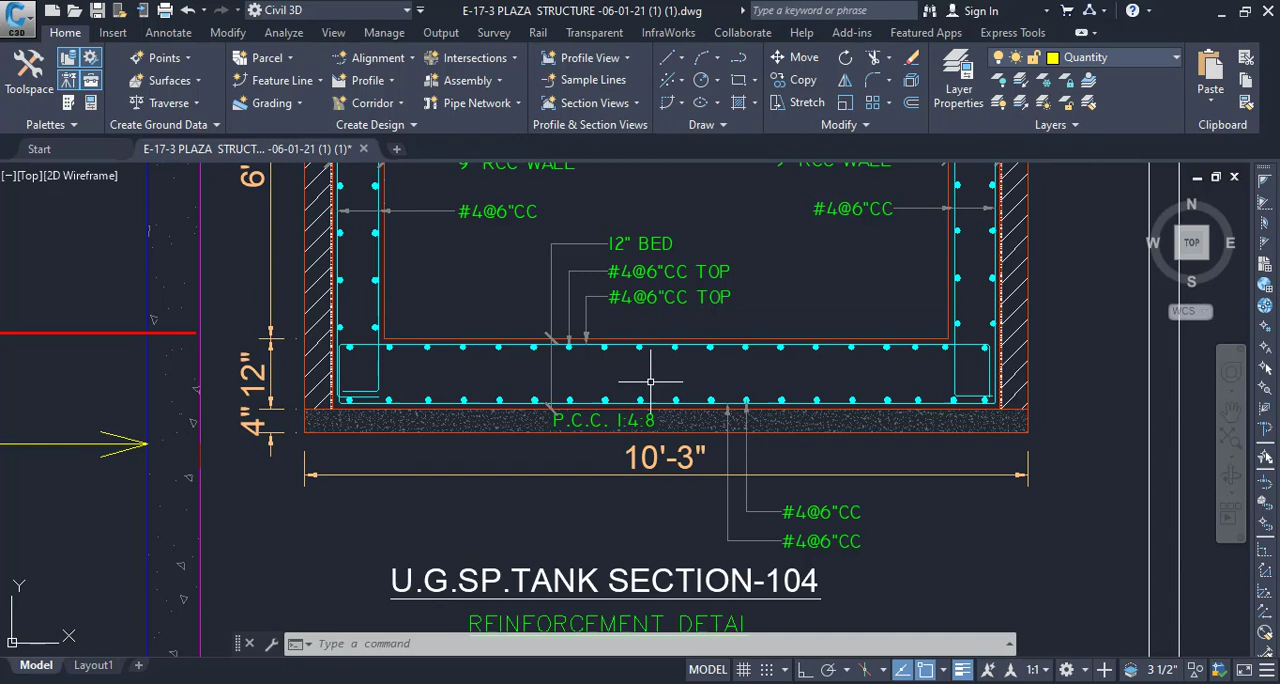 E-17-3 PLAZA STRUCTURE -06-01-21 (1) (1).dwg
Type a keyword or phrase
Sign In
Civil 3D
C3D
Home Insert Annotate Modify Analyze View Manage Output Survey Rail Transparent InfraWorks Collaborate Help Add-ins Featured Apps Express Tools
Toolspace
Palettes
Points
Surfaces
Traverse
Create Ground Data
Parcel
Feature Line
Grading
Alignment
Profile
Corridor
Intersections
Assembly
Pipe Network
Create Design
Profile View
Sample Lines
Section Views
Profile & Section Views
Draw
Move
Copy
Stretch
Modify
Layer
Properties
Quantity
Layers
Paste
Clipboard
Start
E-17-3 PLAZA STRUCT... -06-01-21 (1) (1)*
[−][Top][2D Wireframe]
N
W TOP E
S
WCS
6"
9" RCC WALL
9" RCC WALL
#4@6"CC
#4@6"CC
12" BED
#4@6"CC TOP
#4@6"CC TOP
12"
4"
P.C.C. 1:4:8
10'-3"
#4@6"CC
#4@6"CC
U.G.SP.TANK SECTION-104
REINFORCEMENT DETAI
Y
X
Type a command
Model
Layout1
MODEL
1:1
3 1/2"